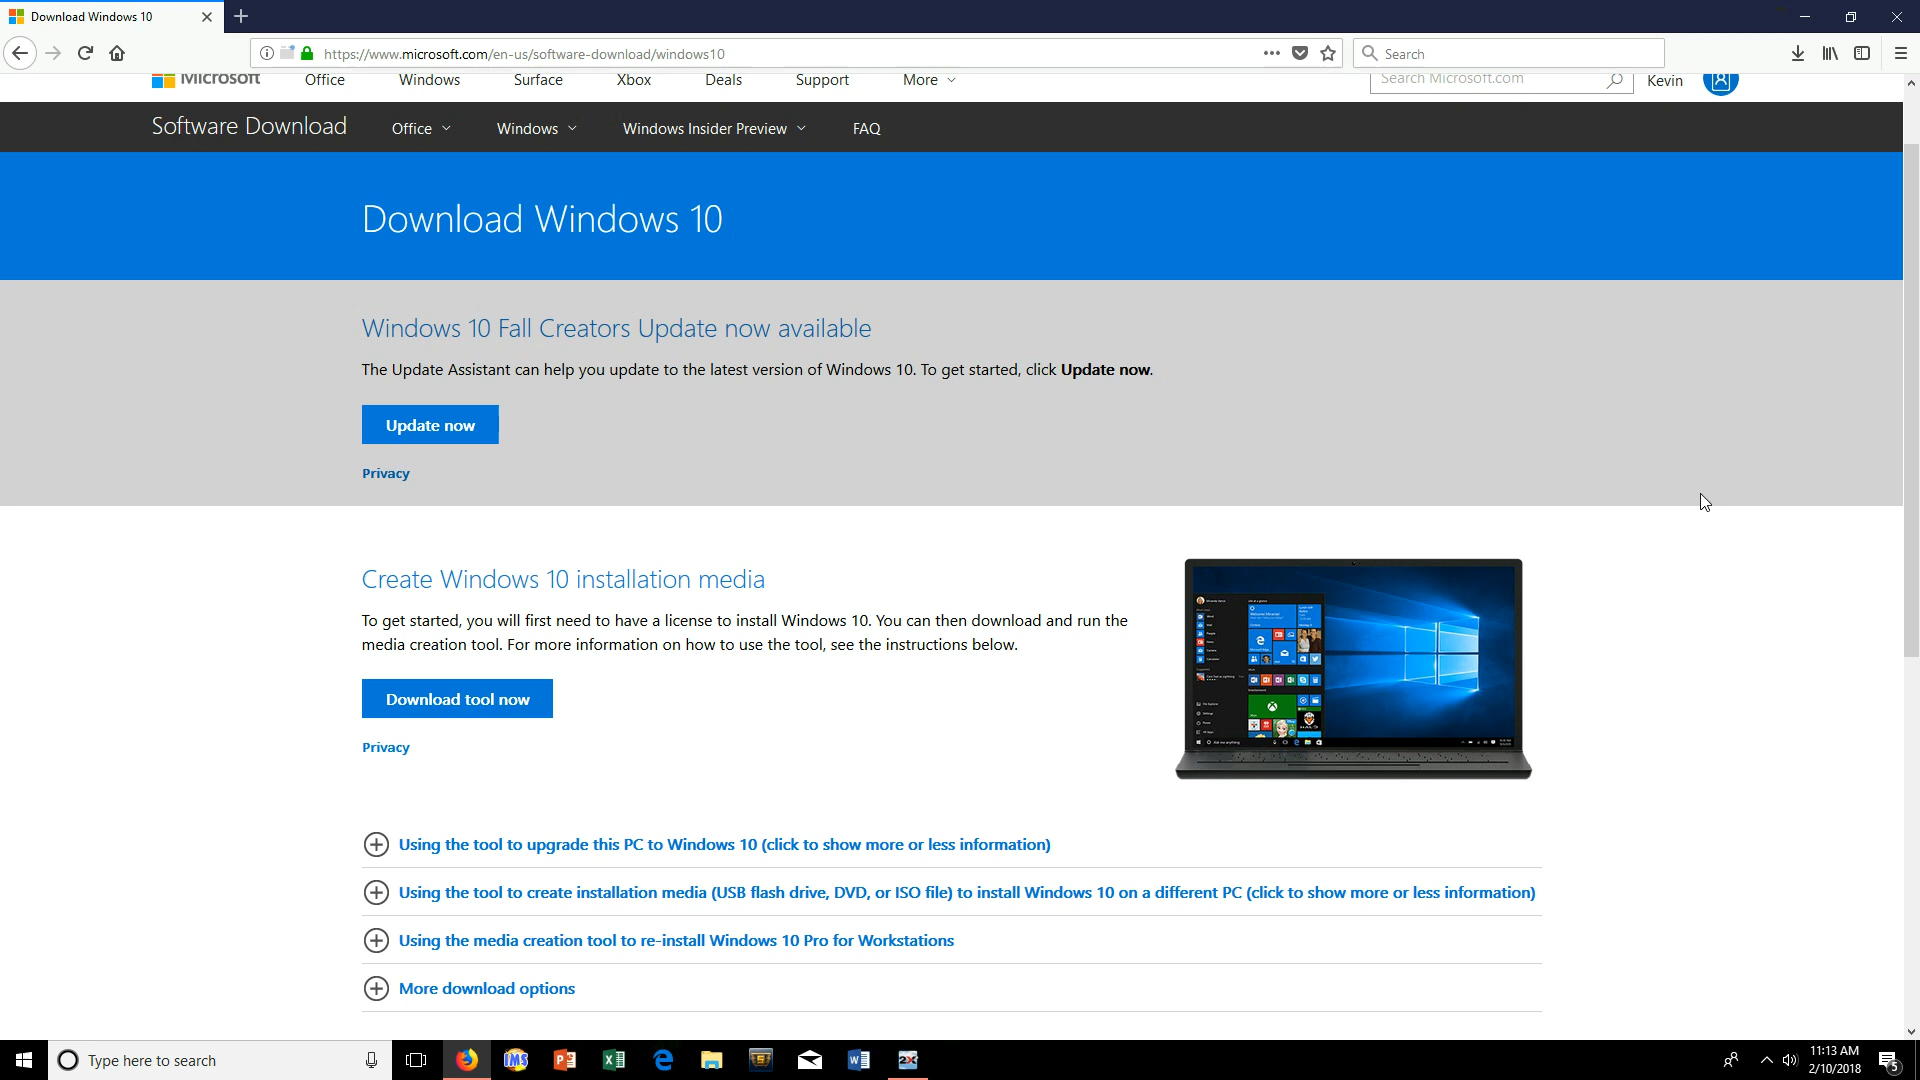 Download Windows 10
https://www.microsoft.com/en-us/software-download/windows10
Search
Microsoft Office Windows Surface Xbox Deals Support More
Search Microsoft.com
Kevin
Software Download Office Windows Windows Insider Preview FAQ
Download Windows 10
Windows 10 Fall Creators Update now available
The Update Assistant can help you update to the latest version of Windows 10. To get started, click Update now.
Update now
Privacy
Create Windows 10 installation media
To get started, you will first need to have a license to install Windows 10. You can then download and run the
media creation tool. For more information on how to use the tool, see the instructions below.
Download tool now
Privacy
Using the tool to upgrade this PC to Windows 10 (click to show more or less information)
Using the tool to create installation media (USB flash drive, DVD, or ISO file) to install Windows 10 on a different PC (click to show more or less information)
Using the media creation tool to re-install Windows 10 Pro for Workstations
More download options
Type here to search
IMS
2X
11:13 AM
2/10/2018
5